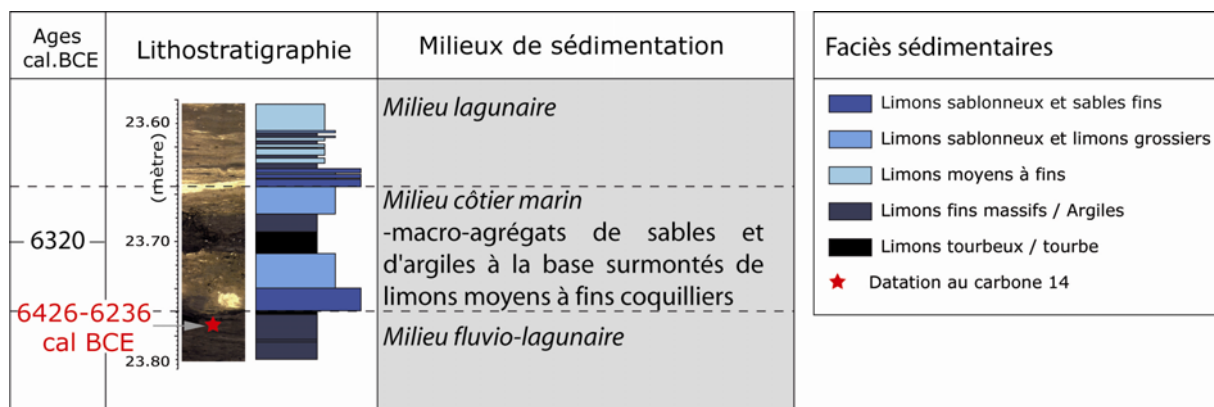 Ages
cal.BCE
Lithostratigraphie
Milieux de sédimentation
6320
6426-6236
cal BCE
(mètre)
23.60
23.70
23.80
Milieu lagunaire
Milieu côtier marin
-macro-agrégats de sables et
d'argiles à la base surmontés de
limons moyens à fins coquilliers
Milieu fluvio-lagunaire
Faciès sédimentaires
Limons sablonneux et sables fins
Limons sablonneux et limons grossiers
Limons moyens à fins
Limons fins massifs / Argiles
Limons tourbeux / tourbe
Datation au carbone 14